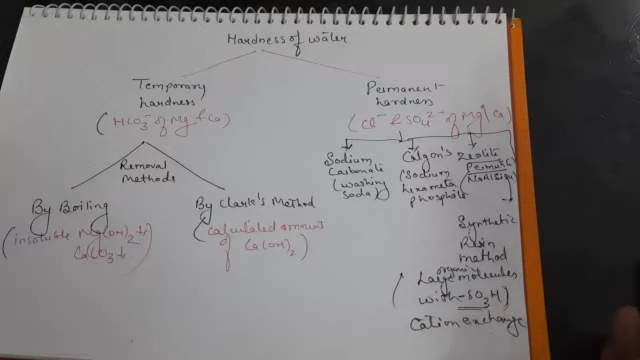 Hardness of water
Temporary
hardness
(HCO3⁻ of Mg & Ca)
Removal
Methods
By Boiling
(insoluble Mg(OH)2↓
CaCO3↓)
By Clark's Method
(calculated amount
of Ca(OH)2)
Permanent
hardness
(Cl⁻ & SO4²⁻ of Mg/Ca)
Sodium
Carbonate
(washing
Soda)
Calgon's
(Sodium
hexameta
phosphate
Zeolite
Permutit
Synthetic
Resin
method
organic
(Large molecules
with -SO3H)
Cation exchange